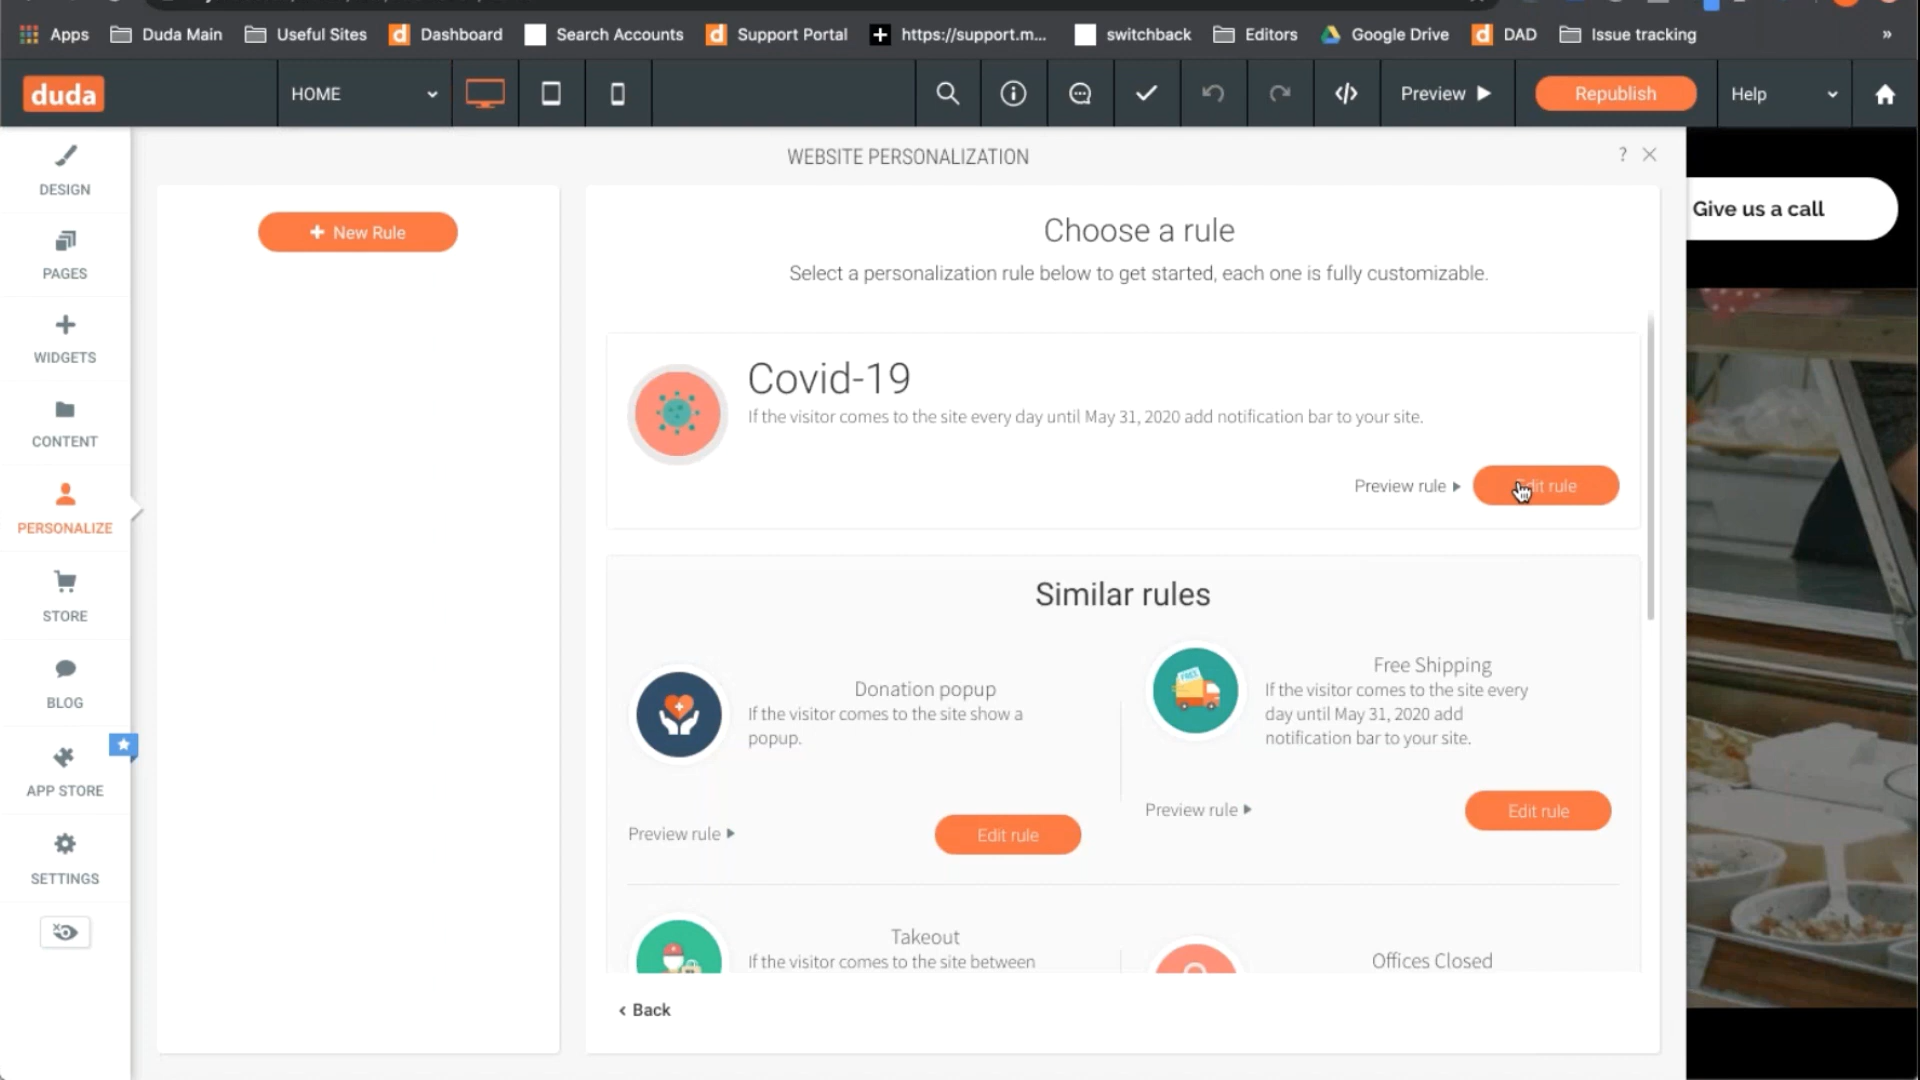 Apps
Duda Main
Useful Sites
Dashboard
Search Accounts
Support Portal
https://support.m...
switchback
Editors
Google Drive
DAD
Issue tracking
»
duda
HOME
Preview
Republish
Help
DESIGN
PAGES
WIDGETS
CONTENT
PERSONALIZE
STORE
BLOG
APP STORE
SETTINGS
WEBSITE PERSONALIZATION
?
+ New Rule
Choose a rule
Select a personalization rule below to get started, each one is fully customizable.
Covid-19
If the visitor comes to the site every day until May 31, 2020 add notification bar to your site.
Preview rule
Edit rule
Similar rules
Donation popup
If the visitor comes to the site show a
popup.
Preview rule
Edit rule
FREE
Free Shipping
If the visitor comes to the site every
day until May 31, 2020 add
notification bar to your site.
Preview rule
Edit rule
Takeout
If the visitor comes to the site between
Offices Closed
‹ Back
Give us a call